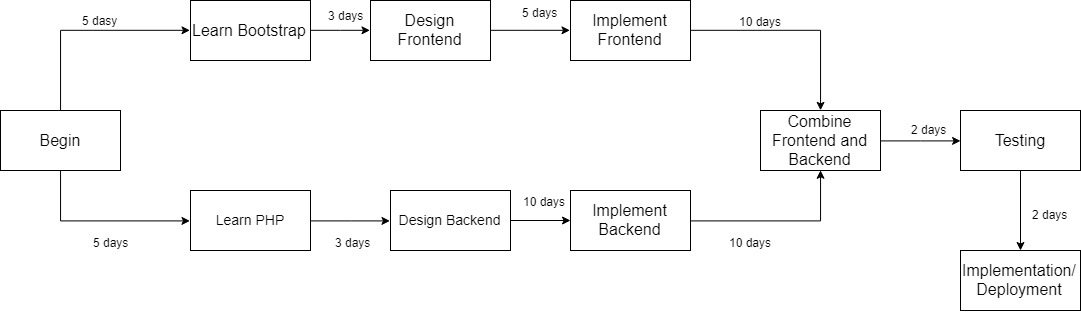 5 dasy
Learn Bootstrap
3 days
Design
Frontend
5 days
Implement
Frontend
10 days
Begin
Combine
Frontend and
Backend
2 days
Testing
5 days
Learn PHP
3 days
Design Backend
10 days
Implement
Backend
10 days
2 days
Implementation/
Deployment